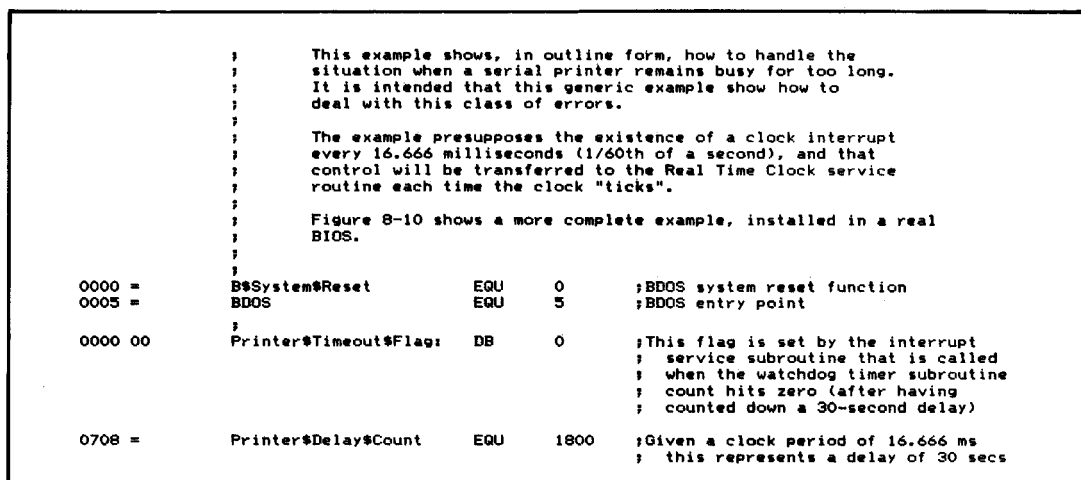 ;       This example shows, in outline form, how to handle the
;       situation when a serial printer remains busy for too long.
;       It is intended that this generic example show how to
;       deal with this class of errors.
;
;       The example presupposes the existence of a clock interrupt
;       every 16.666 milliseconds (1/60th of a second), and that
;       control will be transferred to the Real Time Clock service
;       routine each time the clock "ticks".
;
;       Figure 8-10 shows a more complete example, installed in a real
;       BIOS.
;
;
0000 =          B$System$Reset          EQU     0       ;BDOS system reset function
0005 =          BDOS                    EQU     5       ;BDOS entry point
;
0000 00         Printer$Timeout$Flag:   DB      0       ;This flag is set by the interrupt
;  service subroutine that is called
;  when the watchdog timer subroutine
;  count hits zero (after having
;  counted down a 30-second delay)
0708 =          Printer$Delay$Count     EQU     1800    ;Given a clock period of 16.666 ms
;  this represents a delay of 30 secs